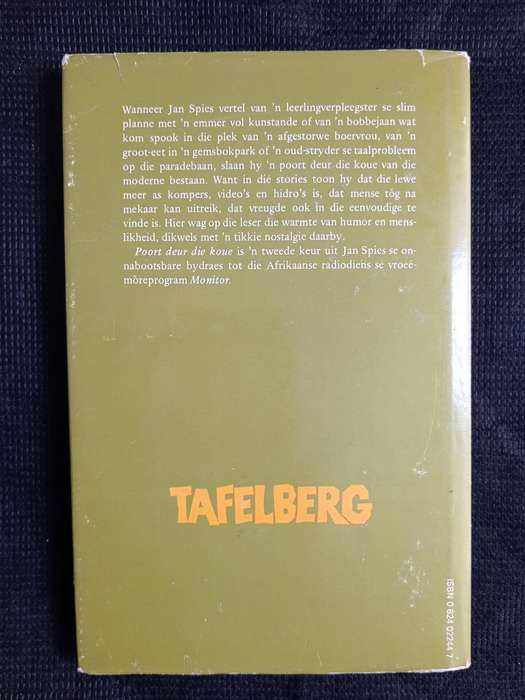 Wanneer Jan Spies vertel van 'n leerlingverpleegster se slim
planne met 'n emmer vol kunstande of van 'n bobbejaan wat
kom spook in die plek van 'n afgestorwe boervrou, van 'n
groot-eet in 'n gemsbokpark of 'n oud-stryder se taalprobleem
op die paradebaan, slaan hy 'n poort deur die koue van die
moderne bestaan. Want in dié stories toon hy dat die lewe
meer as kompers, video's en hidro's is, dat mense tóg na
mekaar kan uitreik, dat vreugde ook in die eenvoudige te
vinde is. Hier wag op die leser die warmte van humor en mens-
likheid, dikwels met 'n tikkie nostalgie daarby.
Poort deur die koue is 'n tweede keur uit Jan Spies se on-
nabootsbare bydraes tot die Afrikaanse radiodiens se vroeë-
môreprogram Monitor.
TAFELBERG
ISBN 0 624 02244 7